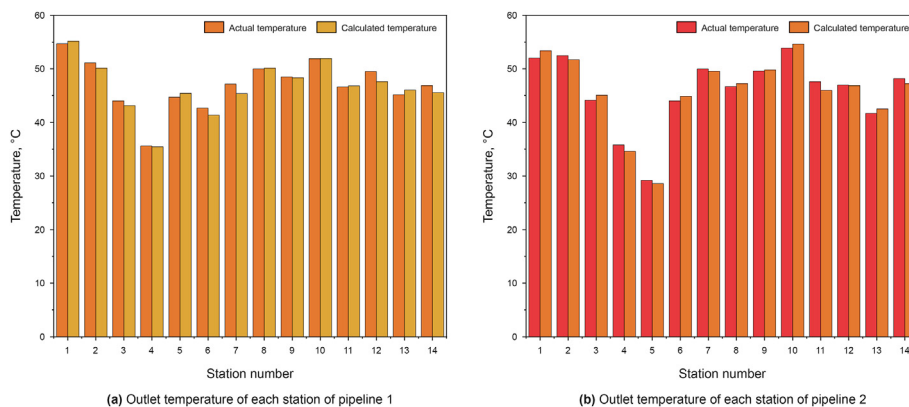 60
50
40
30
20
10
0
Temperature, °C
Actual temperature
Calculated temperature
1 2 3 4 5 6 7 8 9 10 11 12 13 14
Station number
(a) Outlet temperature of each station of pipeline 1
60
50
40
30
20
10
0
Temperature, °C
Actual temperature
Calculated temperature
1 2 3 4 5 6 7 8 9 10 11 12 13 14
Station number
(b) Outlet temperature of each station of pipeline 2